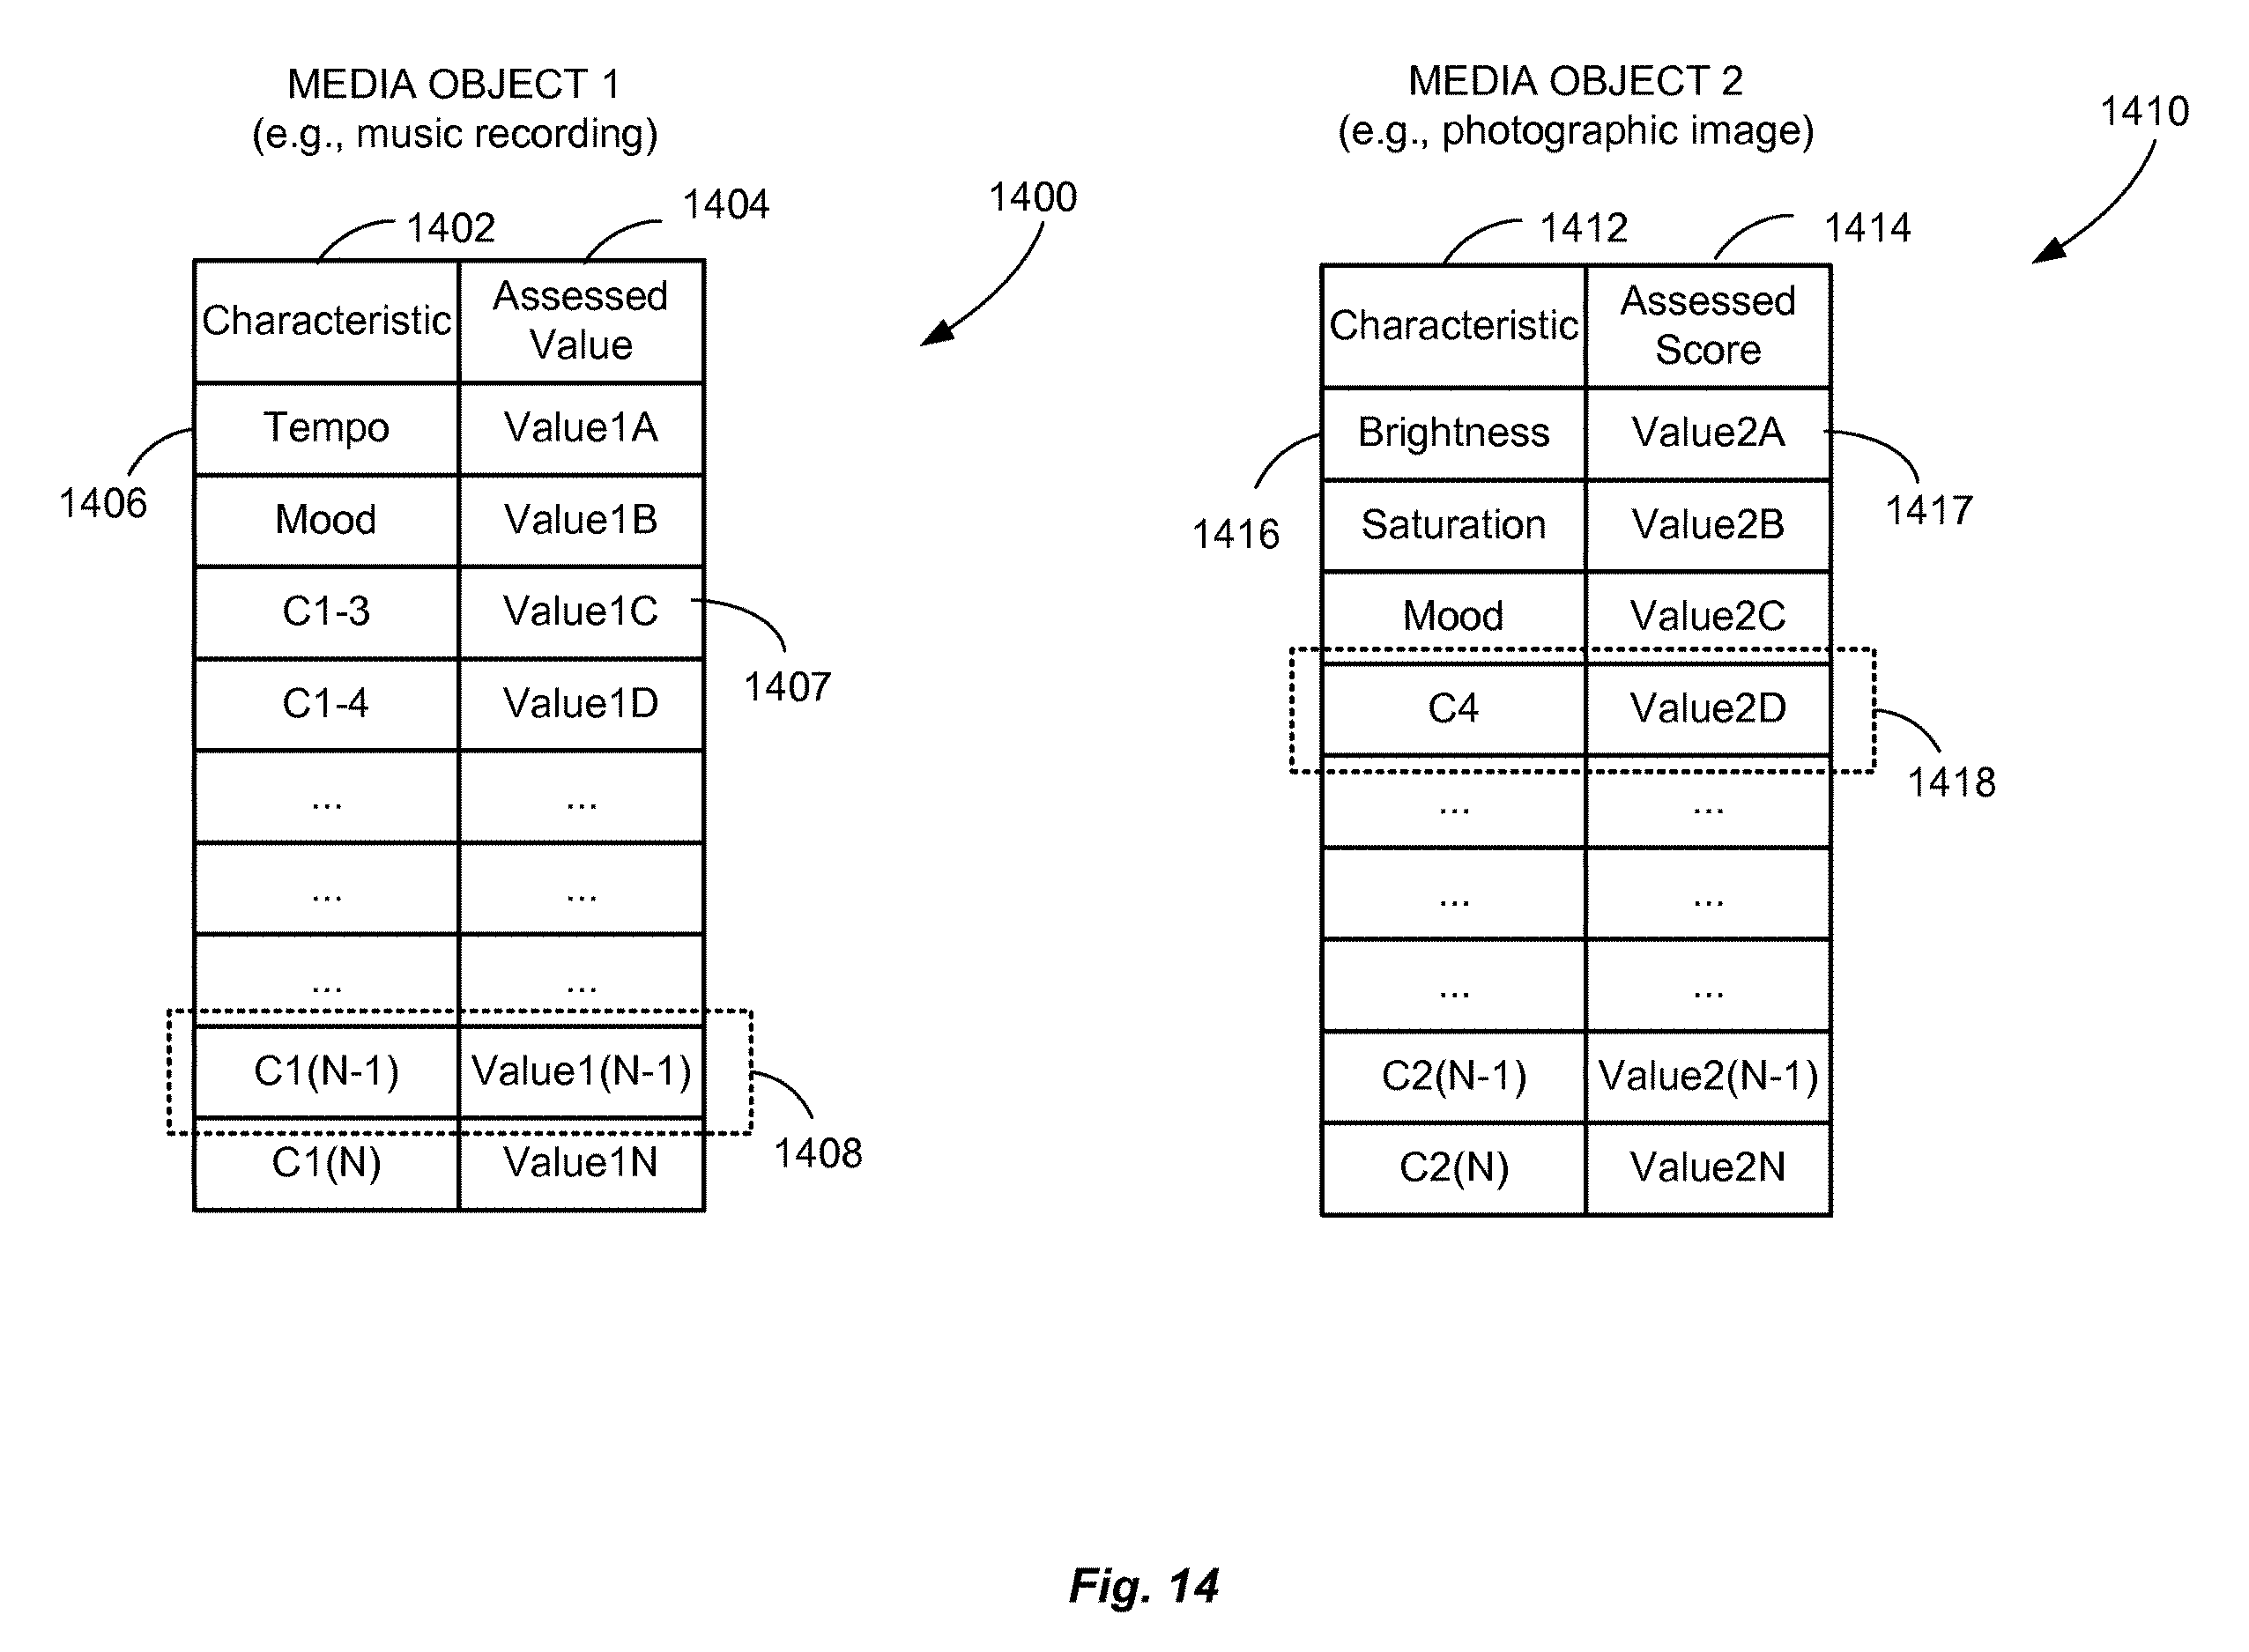 MEDIA OBJECT 1
(e.g., music recording)
1400
1402
1404
Characteristic
Assessed
Value
Tempo
Value1A
1406
Mood
Value1B
C1-3
Value1C
1407
C1-4
Value1D
...
...
...
...
...
...
C1(N-1)
Value1(N-1)
1408
C1(N)
Value1N
MEDIA OBJECT 2
(e.g., photographic image)
1410
1412
1414
Characteristic
Assessed
Score
Brightness
Value2A
1416
1417
Saturation
Value2B
Mood
Value2C
C4
Value2D
1418
...
...
...
...
...
...
C2(N-1)
Value2(N-1)
C2(N)
Value2N
Fig. 14